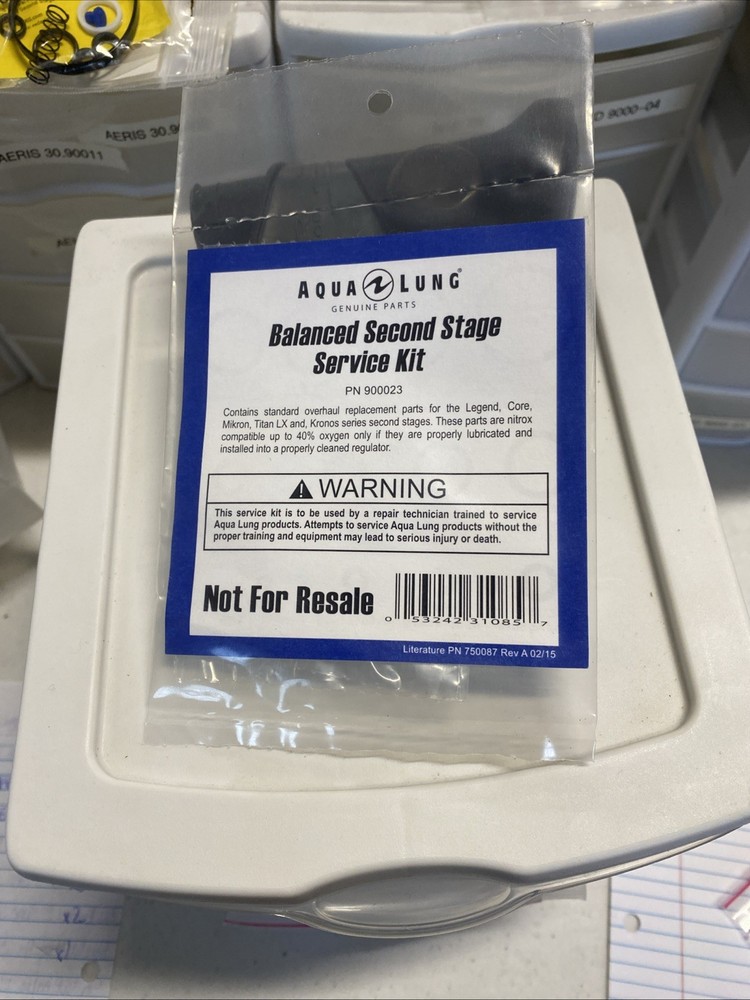 AERIS 30.90
AERIS 30.90011
9000-04
AQUA LUNG®
GENUINE PARTS
Balanced Second Stage
Service Kit
PN 900023
Contains standard overhaul replacement parts for the Legend, Core,
Mikron, Titan LX and, Kronos series second stages. These parts are nitrox
compatible up to 40% oxygen only if they are properly lubricated and
installed into a properly cleaned regulator.
WARNING
This service kit is to be used by a repair technician trained to service
Aqua Lung products. Attempts to service Aqua Lung products without the
proper training and equipment may lead to serious injury or death.
Not For Resale
0 53242 31085 7
Literature PN 750087 Rev A 02/15
x2